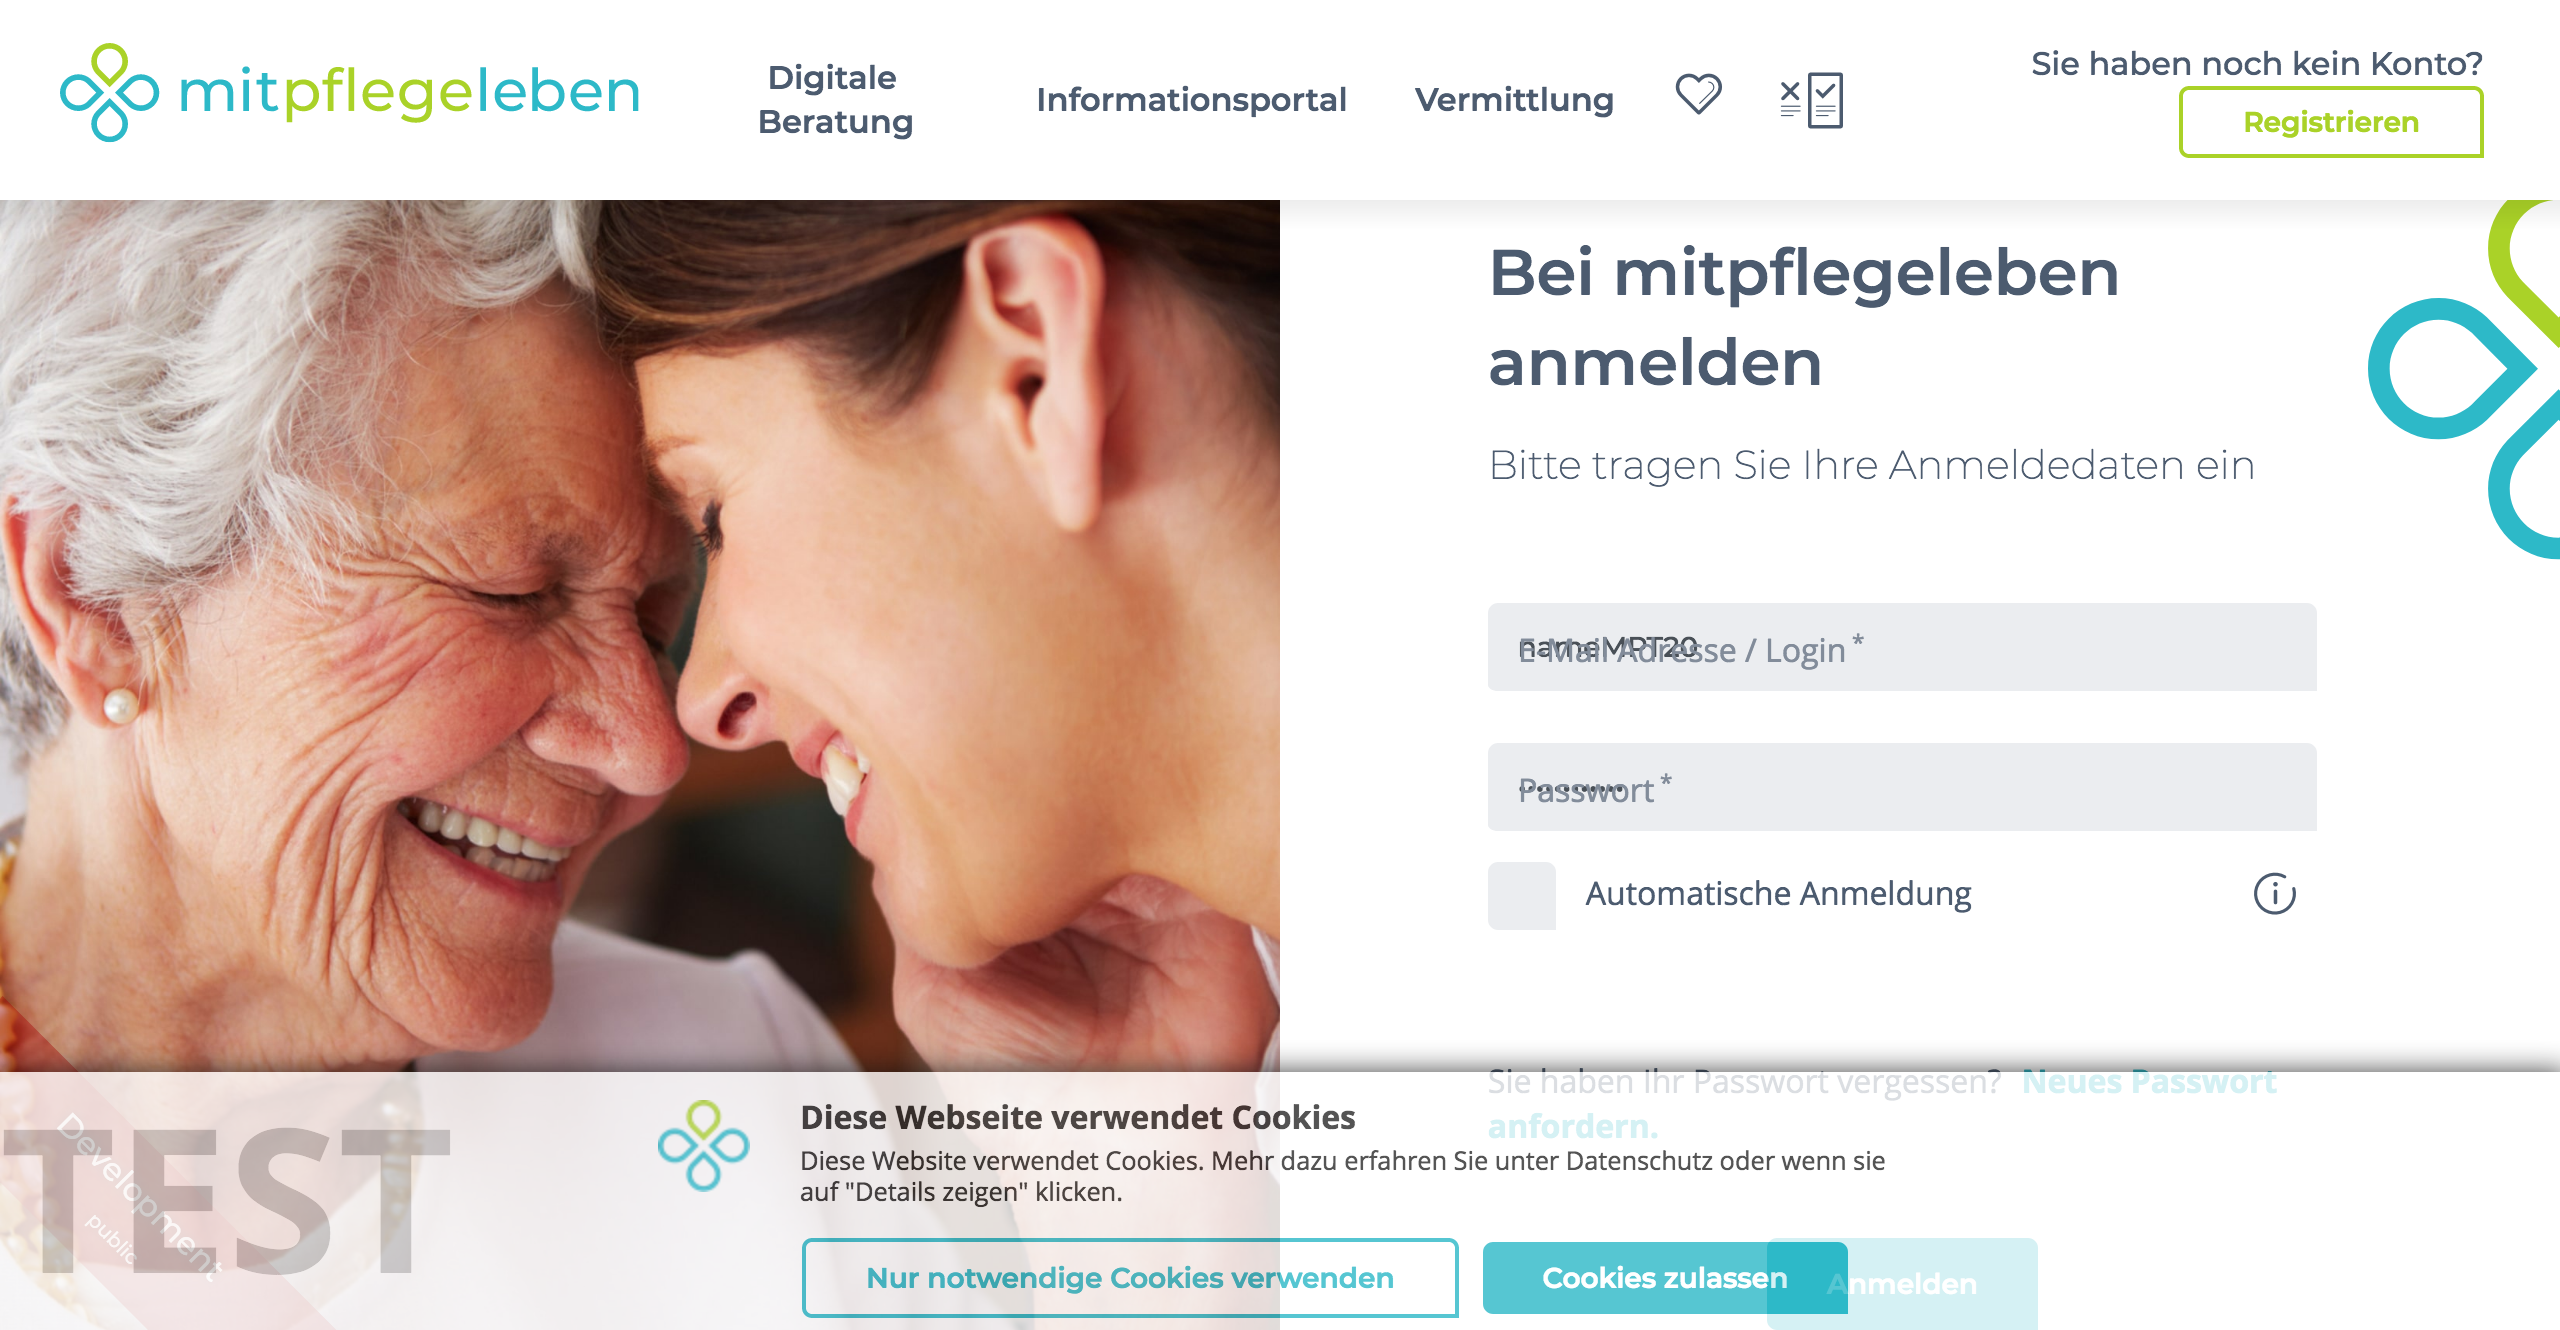 mitpflegeleben
Digitale
Beratung
Informationsportal
Vermittlung
Sie haben noch kein Konto?
Registrieren
Bei mitpflegeleben
anmelden
Bitte tragen Sie Ihre Anmeldedaten ein
nameMPT20
E-Mail Adresse / Login *
Passwort *
Automatische Anmeldung
Sie haben Ihr Passwort vergessen? Neues Passwort
anfordern.
Diese Webseite verwendet Cookies
Diese Website verwendet Cookies. Mehr dazu erfahren Sie unter Datenschutz oder wenn sie
auf "Details zeigen" klicken.
Nur notwendige Cookies verwenden
Cookies zulassen
Anmelden
TEST
Development
public